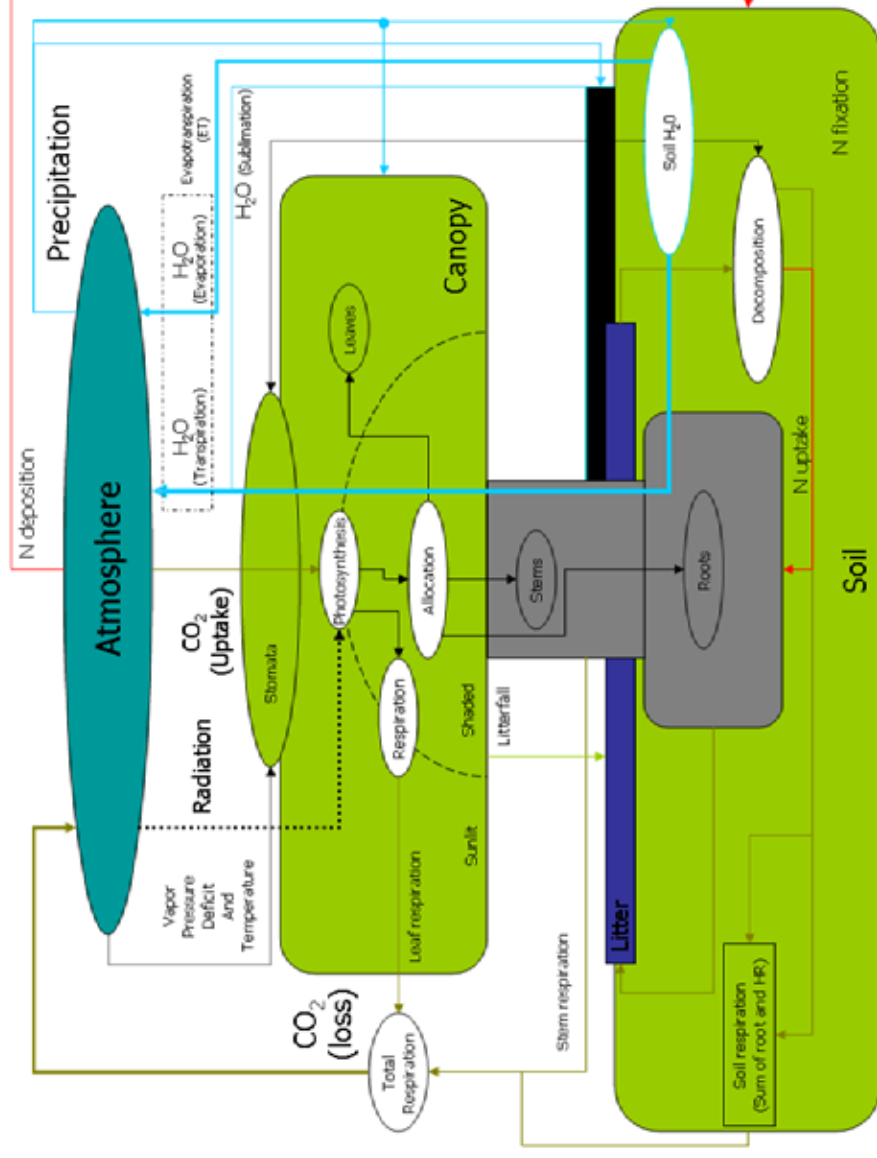 N deposition
Precipitation
Atmosphere
Evapotranspiration
(ET)
H₂O
(Evaporation)
H₂O
(Transpiration)
H₂O (Sublimation)
CO₂
(Uptake)
Radiation
Vapor
Pressure
Deficit
And
Temperature
Stomata
Canopy
Leaves
Photosynthesis
Allocation
Respiration
Stems
Shaded
Sunlit
Leaf respiration
CO₂
(loss)
Total
Respiration
Litterfall
Stem respiration
Litter
Roots
Soil H₂0
Decomposition
N fixation
N uptake
Soil
Soil respiration
(Sum of root and HR)